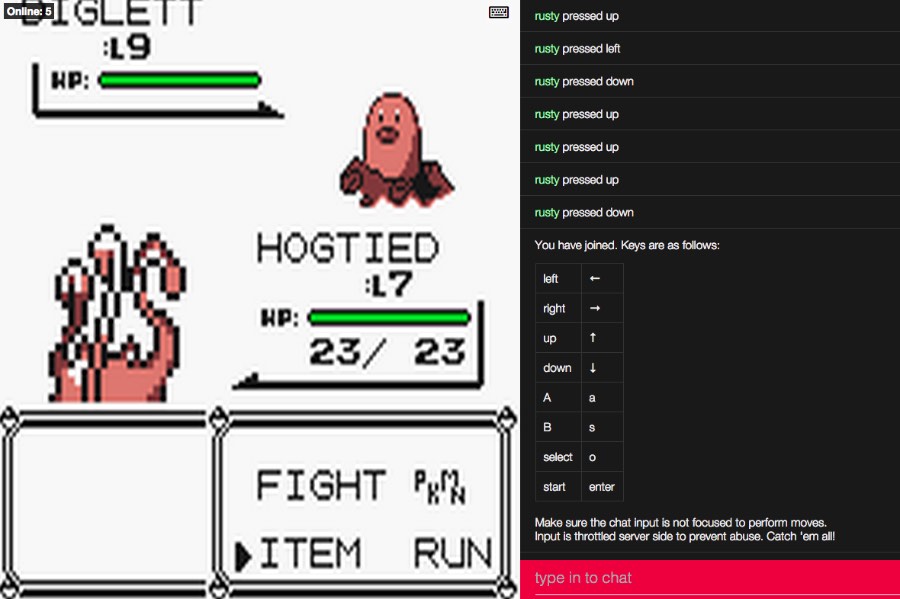 Online: 5
DIGLETT
:L9
HP:
HOGTIED
:L7
HP:
23/ 23
FIGHT PKMN
ITEM RUN
rusty pressed up
rusty pressed left
rusty pressed down
rusty pressed up
rusty pressed up
rusty pressed up
rusty pressed down
You have joined. Keys are as follows:
left ←
right →
up ↑
down ↓
A a
B s
select o
start enter
Make sure the chat input is not focused to perform moves.
Input is throttled server side to prevent abuse. Catch 'em all!
type in to chat